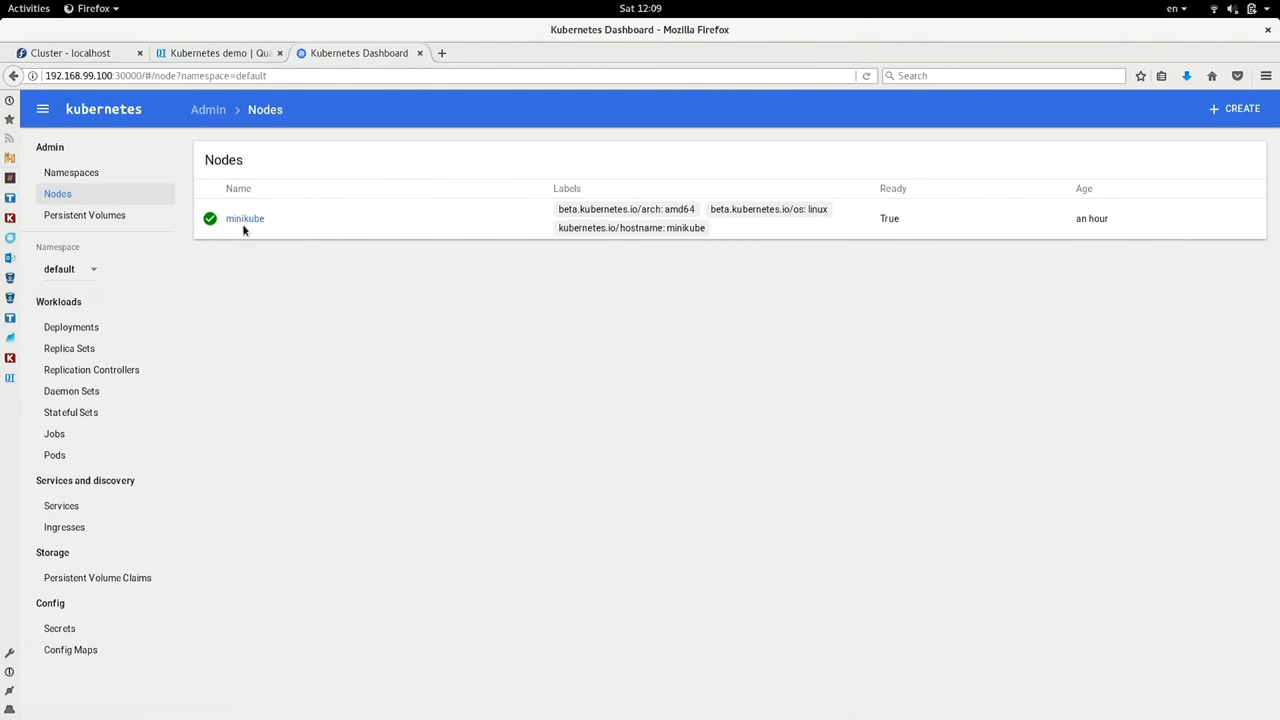 Activities Firefox Sat 12:09 en
Kubernetes Dashboard - Mozilla Firefox ×
Cluster - localhost × Kubernetes demo | Qu × Kubernetes Dashboard × +
192.168.99.100:30000/#/node?namespace=default Search
kubernetes Admin Nodes + CREATE
Admin
Namespaces
Nodes
Persistent Volumes
Namespace
default
Workloads
Deployments
Replica Sets
Replication Controllers
Daemon Sets
Stateful Sets
Jobs
Pods
Services and discovery
Services
Ingresses
Storage
Persistent Volume Claims
Config
Secrets
Config Maps
Nodes
Name Labels Ready Age
minikube beta.kubernetes.io/arch: amd64 beta.kubernetes.io/os: linux True an hour
kubernetes.io/hostname: minikube